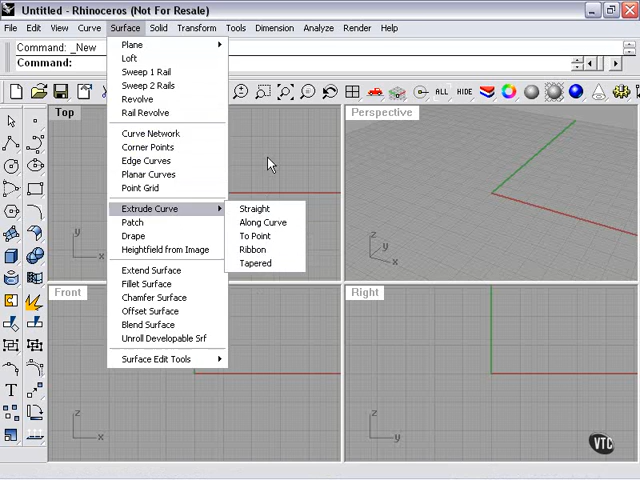 Untitled - Rhinoceros (Not For Resale)
File Edit View Curve Surface Solid Transform Tools Dimension Analyze Render Help
Command: _New
Command:
Plane
Loft
Sweep 1 Rail
Sweep 2 Rails
Revolve
Rail Revolve
Curve Network
Corner Points
Edge Curves
Planar Curves
Point Grid
Extrude Curve
Patch
Drape
Heightfield from Image
Extend Surface
Fillet Surface
Chamfer Surface
Offset Surface
Blend Surface
Unroll Developable Srf
Surface Edit Tools
Straight
Along Curve
To Point
Ribbon
Tapered
ALL HIDE
Top
Perspective
Front
Right
y
x
z
y
x
z
x
z
y
T
VTC